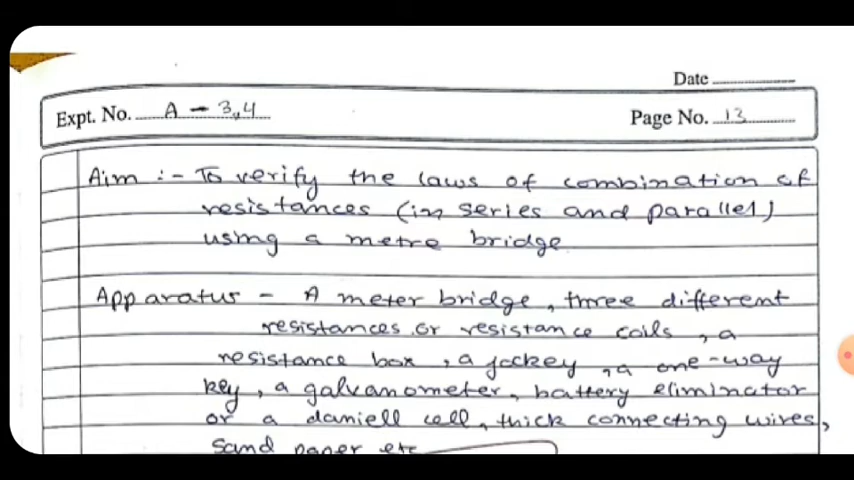 Date
Expt. No. A - 3,4
Page No. 13
Aim :- To verify the laws of combination of
resistances (in series and parallel)
using a metre bridge
Apparatus - A meter bridge, three different
resistances or resistance coils, a
resistance box, a jockey, a one-way
key, a galvanometer, battery eliminator
or a daniell cell, thick connecting wires,
Sand paper etc